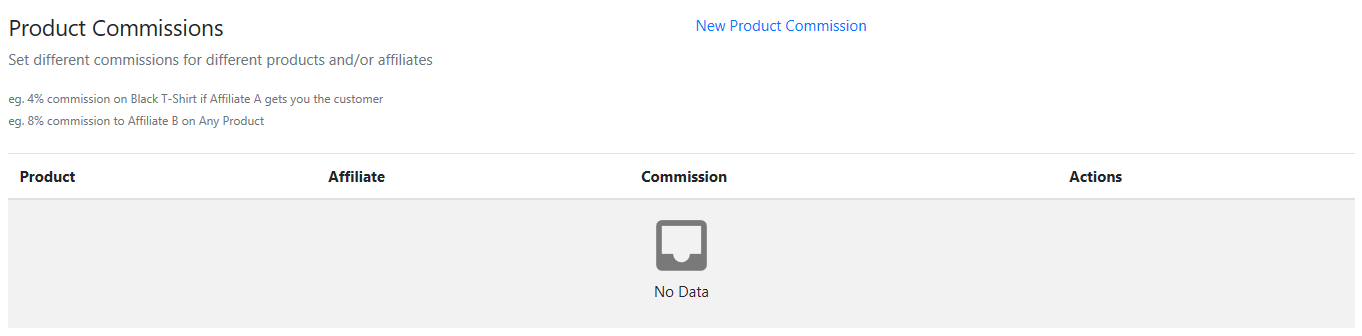 Product Commissions
New Product Commission
Set different commissions for different products and/or affiliates
eg. 4% commission on Black T-Shirt if Affiliate A gets you the customer
eg. 8% commission to Affiliate B on Any Product
Product Affiliate Commission Actions
No Data